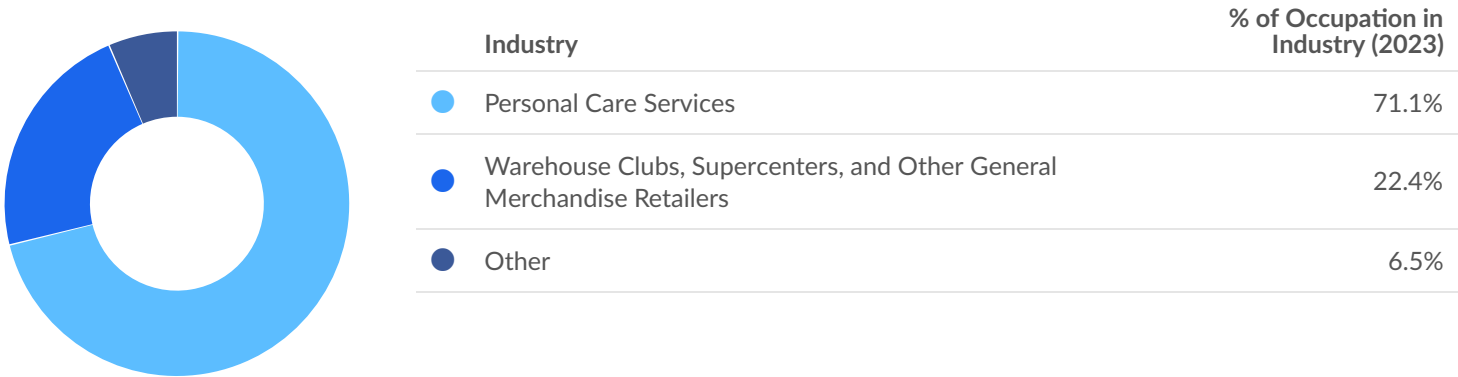 Industry
% of Occupation in
Industry (2023)
Personal Care Services
71.1%
Warehouse Clubs, Supercenters, and Other General
Merchandise Retailers
22.4%
Other
6.5%